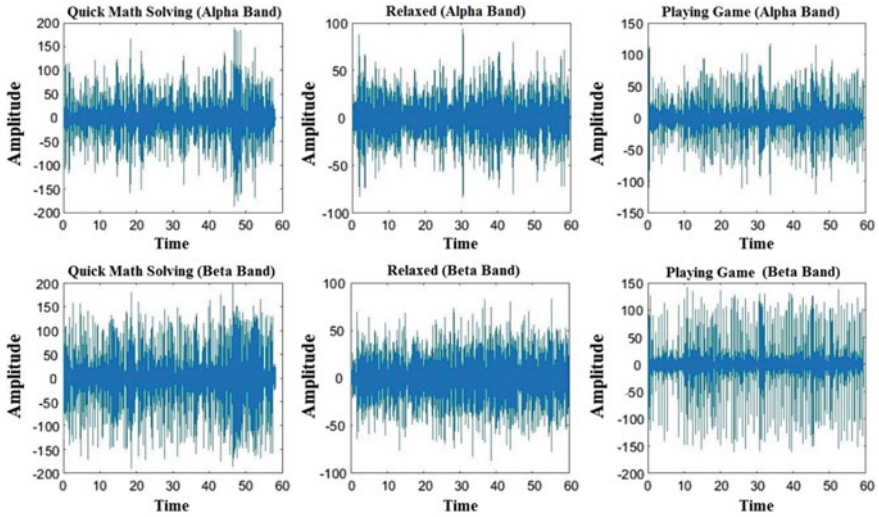 Quick Math Solving (Alpha Band)
200
150
100
50
0
-50
-100
-150
-200
Amplitude
0 10 20 30 40 50 60
Time
Relaxed (Alpha Band)
100
50
0
-50
-100
Amplitude
0 10 20 30 40 50 60
Time
Playing Game (Alpha Band)
150
100
50
0
-50
-100
-150
Amplitude
0 10 20 30 40 50 60
Time
Quick Math Solving (Beta Band)
200
150
100
50
0
-50
-100
-150
-200
Amplitude
0 10 20 30 40 50 60
Time
Relaxed (Beta Band)
100
50
0
-50
-100
Amplitude
0 10 20 30 40 50 60
Time
Playing Game (Beta Band)
150
100
50
0
-50
-100
-150
-200
Amplitude
0 10 20 30 40 50 60
Time